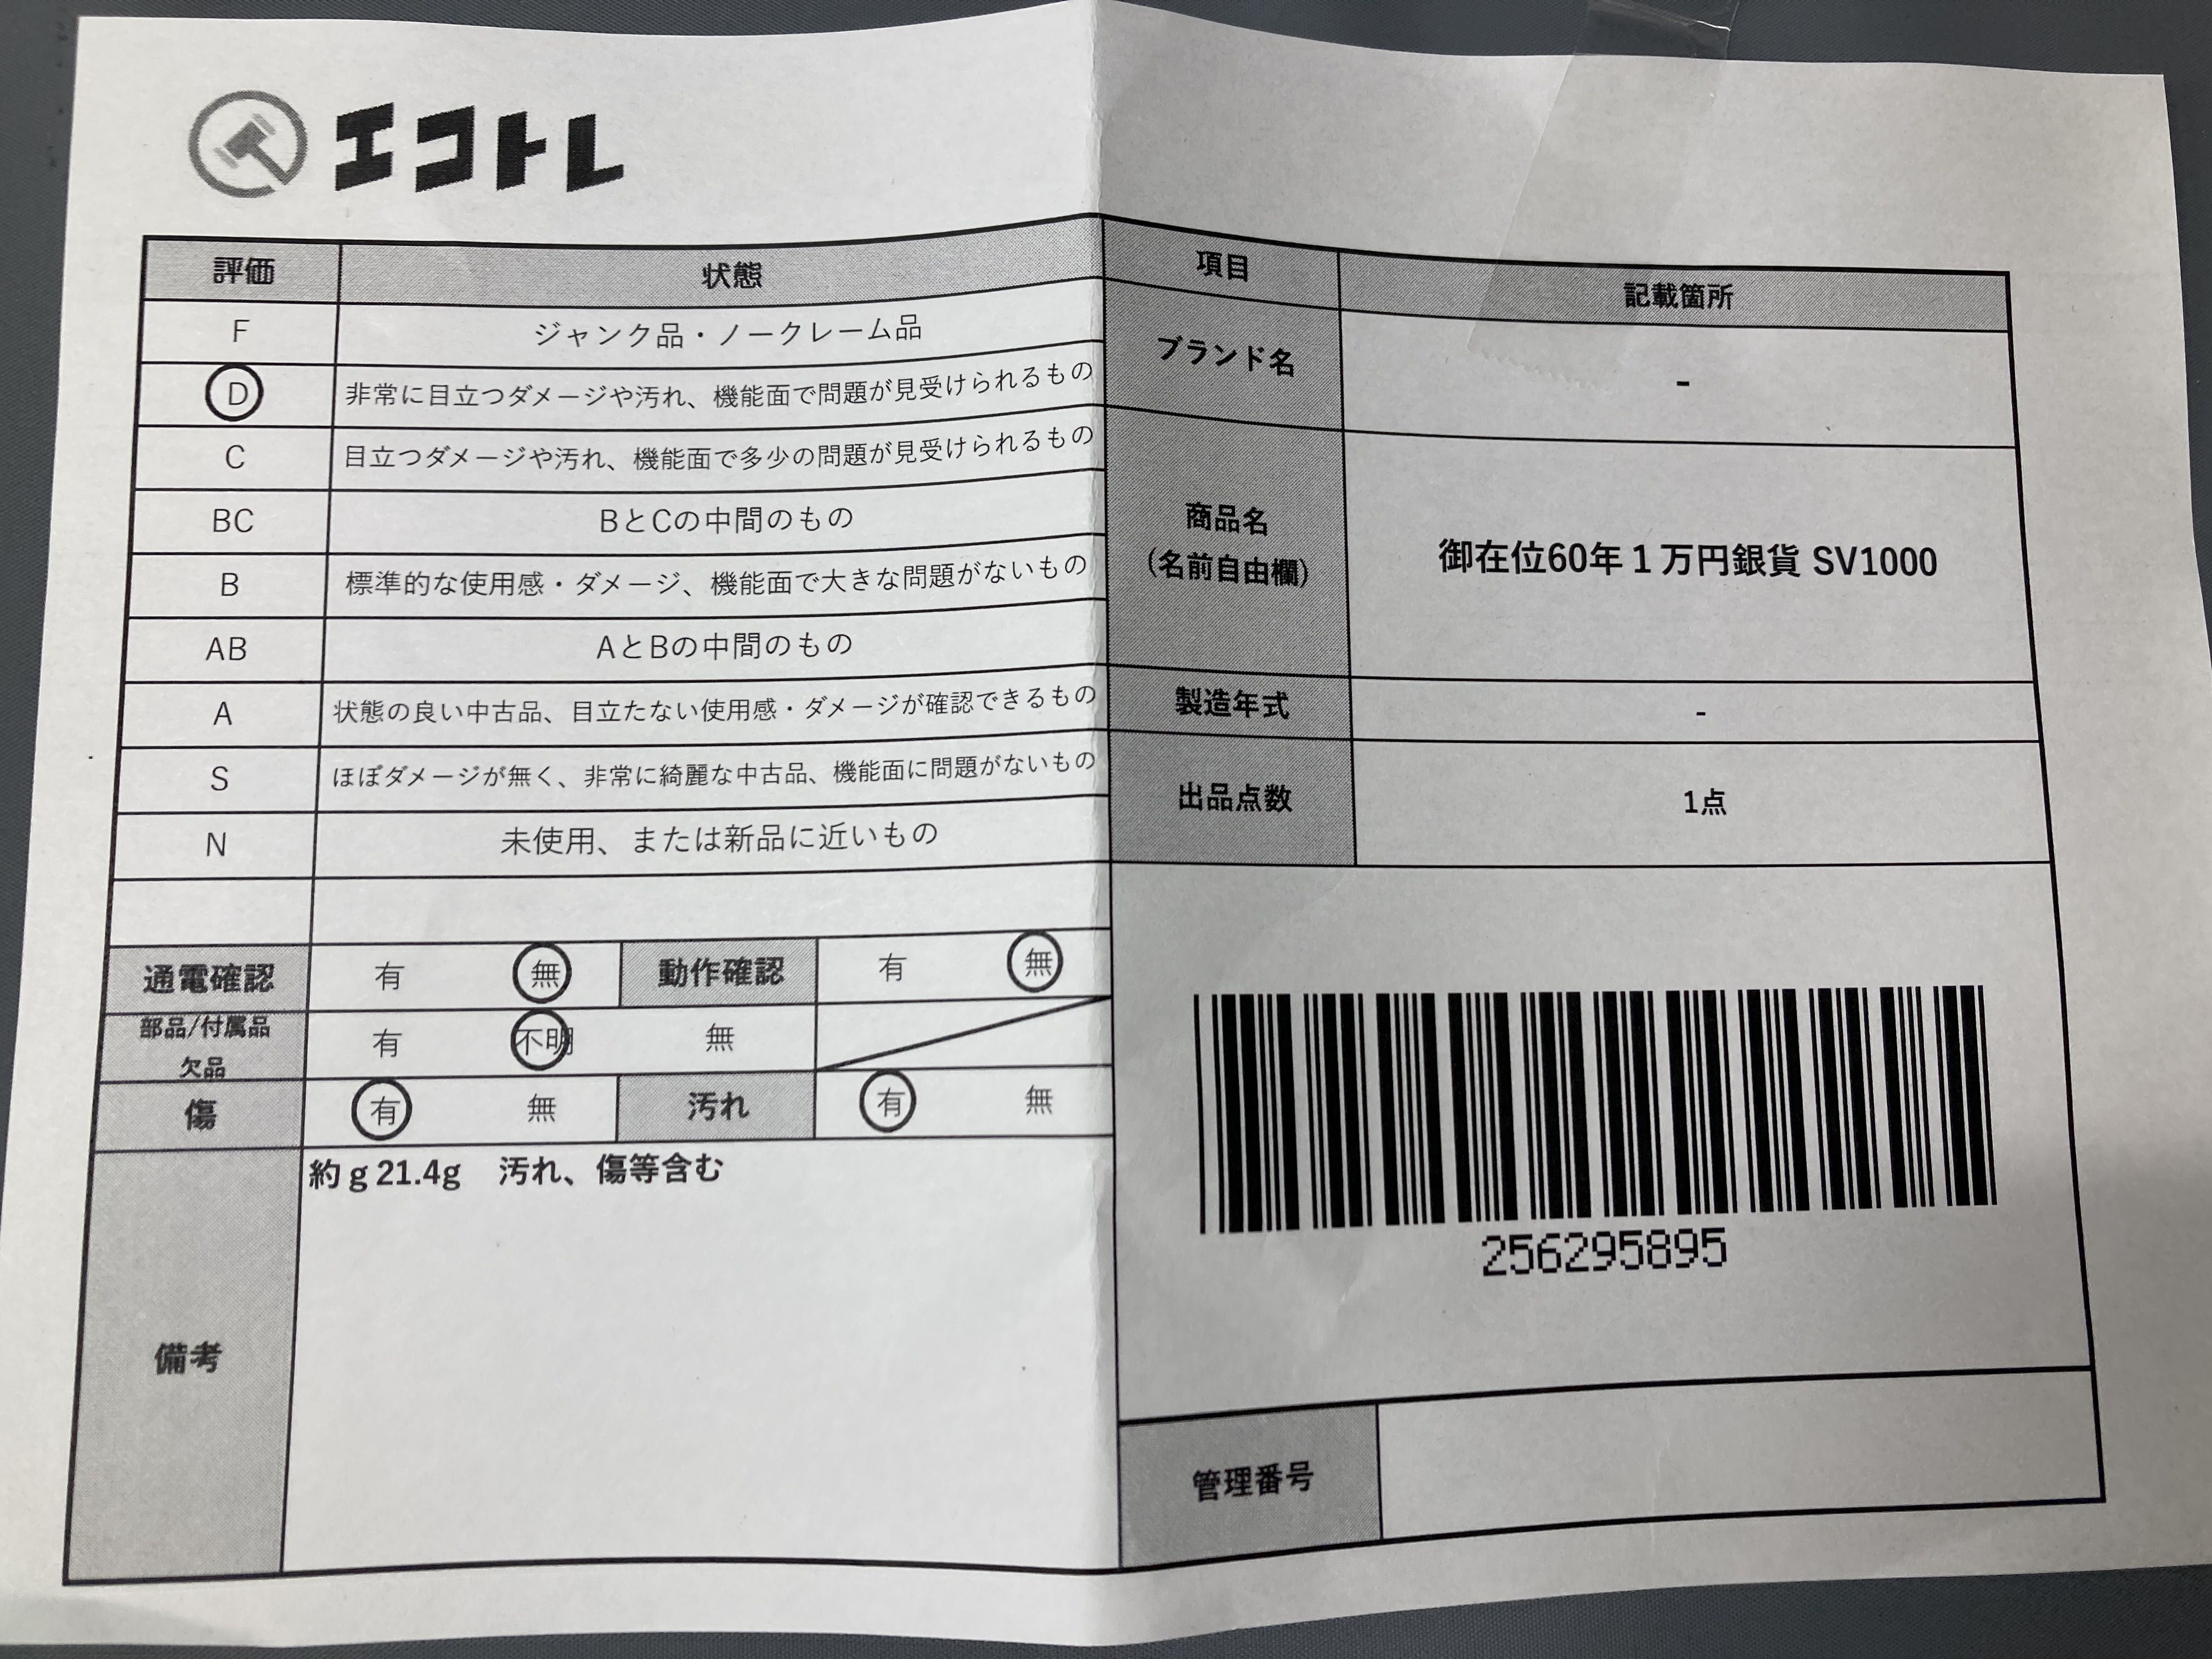 エコトレ
評価 状態
F ジャンク品・ノークレーム品
D 非常に目立つダメージや汚れ、機能面で問題が見受けられるもの
C 目立つダメージや汚れ、機能面で多少の問題が見受けられるもの
BC BとCの中間のもの
B 標準的な使用感・ダメージ、機能面で大きな問題がないもの
AB AとBの中間のもの
A 状態の良い中古品、目立たない使用感・ダメージが確認できるもの
S ほぼダメージが無く、非常に綺麗な中古品、機能面に問題がないもの
N 未使用、または新品に近いもの
通電確認 有 無 動作確認 有 無
部品/付属品
欠品 有 不明 無
傷 有 無 汚れ 有 無
備考 約g 21.4g 汚れ、傷等含む
項目 記載箇所
ブランド名 -
商品名
(名前自由欄) 御在位60年1万円銀貨 SV1000
製造年式 -
出品点数 1点
256295895
管理番号